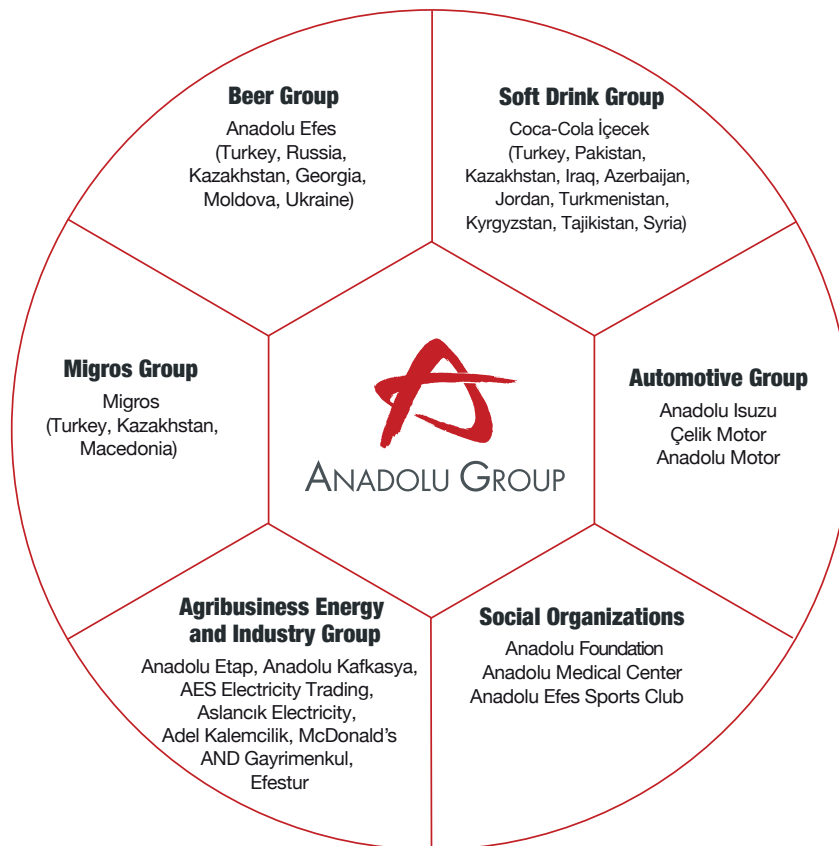 Beer Group
Anadolu Efes
(Turkey, Russia,
Kazakhstan, Georgia,
Moldova, Ukraine)
Soft Drink Group
Coca-Cola İçecek
(Turkey, Pakistan,
Kazakhstan, Iraq, Azerbaijan,
Jordan, Turkmenistan,
Kyrgyzstan, Tajikistan, Syria)
Migros Group
Migros
(Turkey, Kazakhstan,
Macedonia)
ANADOLU GROUP
Automotive Group
Anadolu Isuzu
Çelik Motor
Anadolu Motor
Agribusiness Energy
and Industry Group
Anadolu Etap, Anadolu Kafkasya,
AES Electricity Trading,
Aslancık Electricity,
Adel Kalemcilik, McDonald's
AND Gayrimenkul,
Efestur
Social Organizations
Anadolu Foundation
Anadolu Medical Center
Anadolu Efes Sports Club